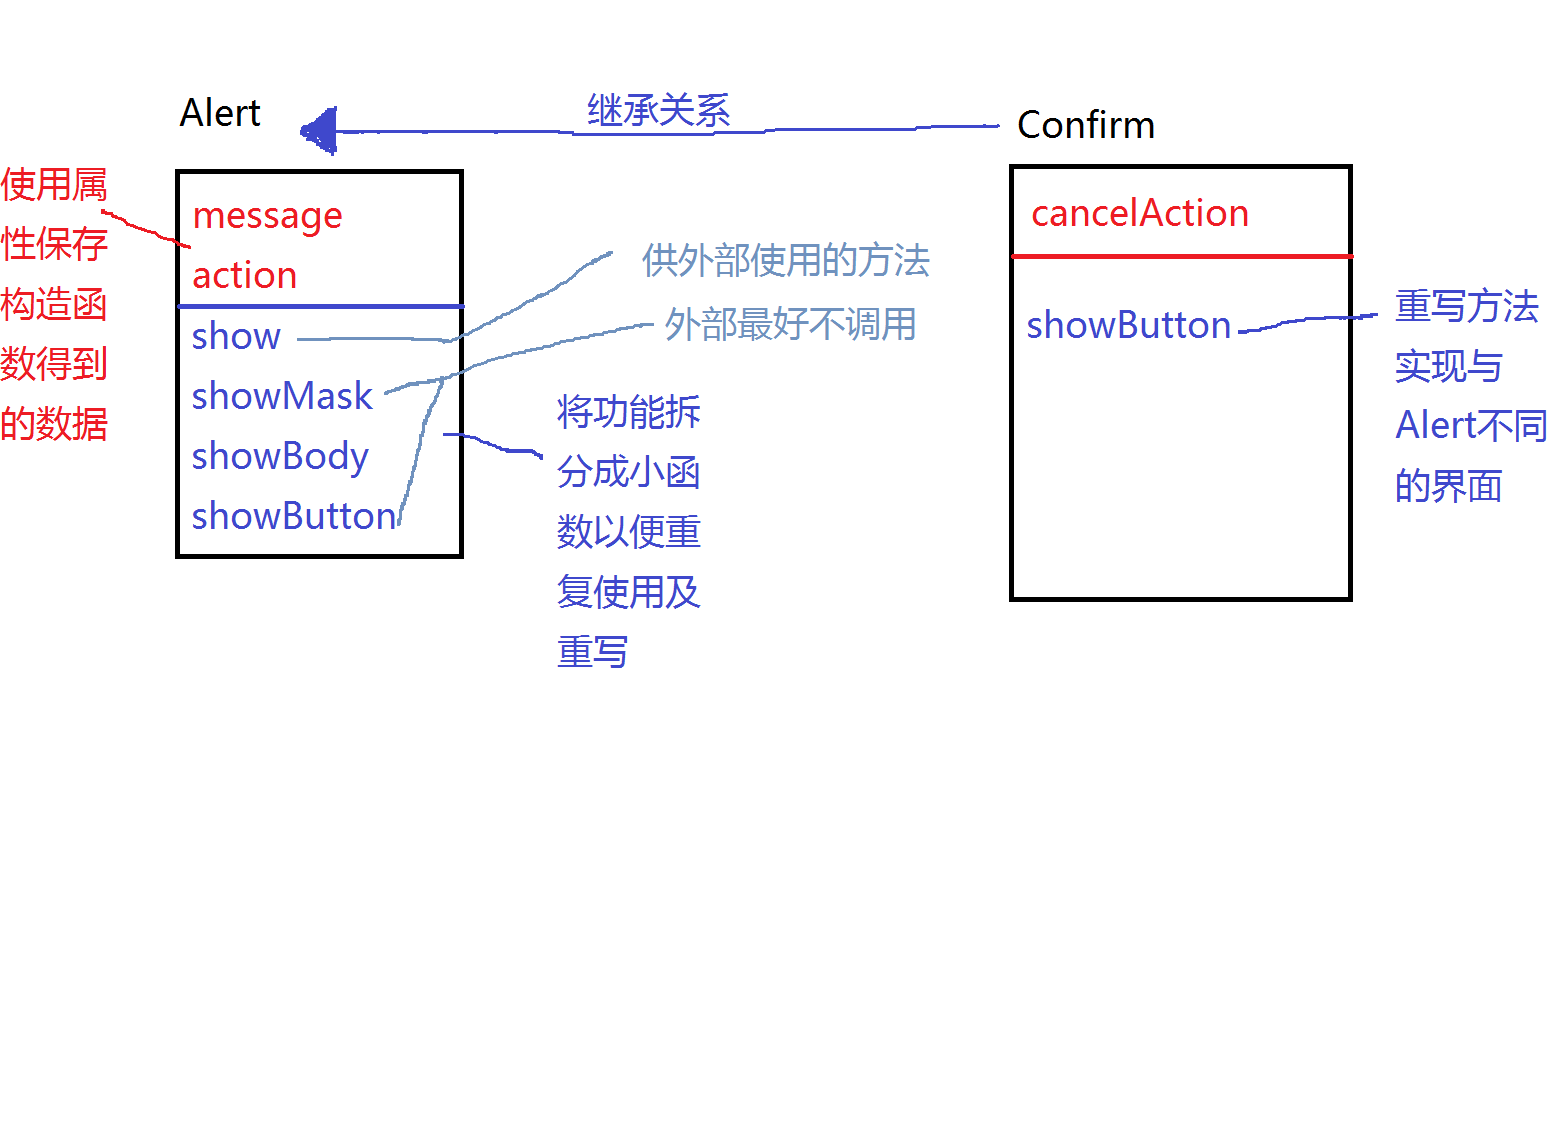 Alert
继承关系
Confirm
使用属
性保存
构造函
数得到
的数据
message
action
show
showMask
showBody
showButton
供外部使用的方法
外部最好不调用
将功能拆
分成小函
数以便重
复使用及
重写
cancelAction
showButton
重写方法
实现与
Alert不同
的界面